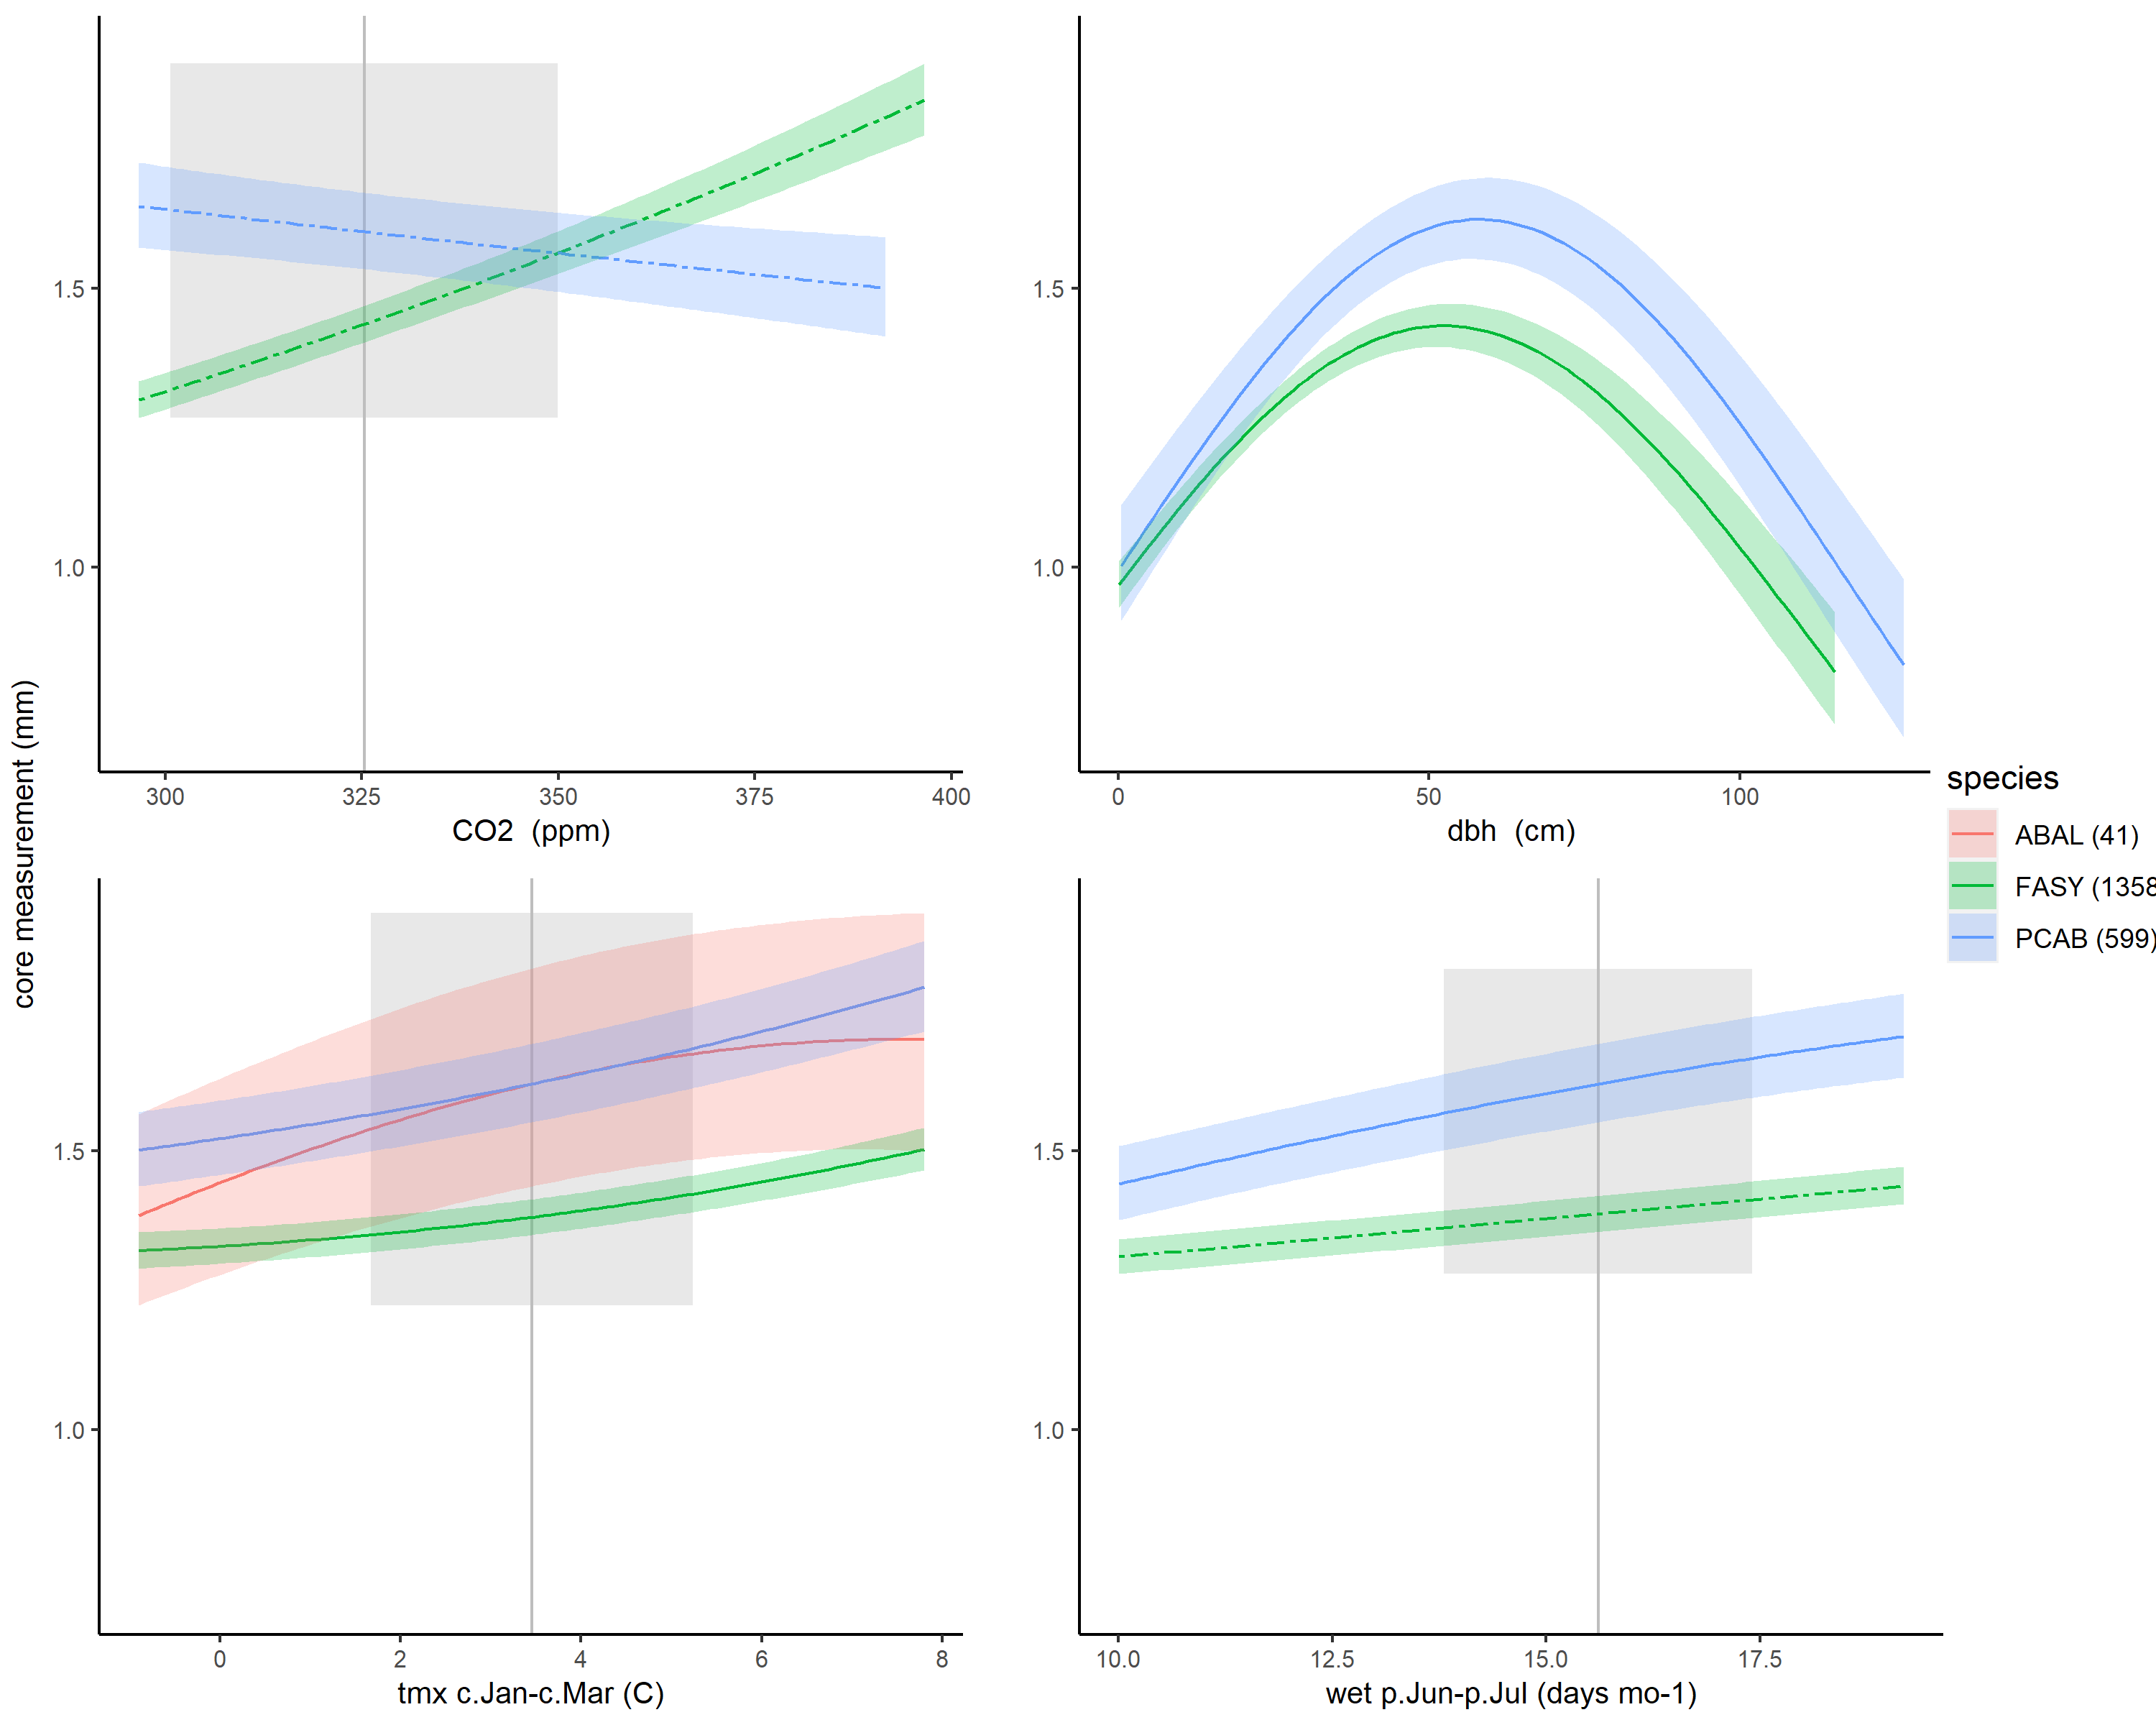 core measurement (mm)
1.5
1.0
300 325 350 375 400
CO2 (ppm)
1.5
1.0
0 50 100
dbh (cm)
1.5
1.0
0 2 4 6 8
tmx c.Jan-c.Mar (C)
1.5
1.0
10.0 12.5 15.0 17.5
wet p.Jun-p.Jul (days mo-1)
species
ABAL (41)
FASY (1358
PCAB (599)